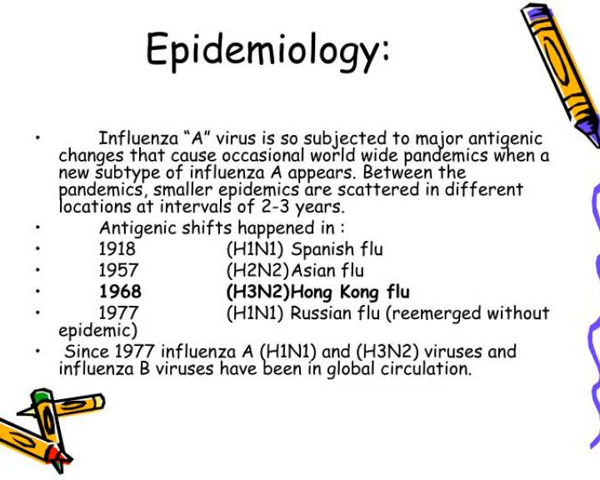 Epidemiology:
• Influenza “A” virus is so subjected to major antigenic
changes that cause occasional world wide pandemics when a
new subtype of influenza A appears. Between the
pandemics, smaller epidemics are scattered in different
locations at intervals of 2-3 years.
• Antigenic shifts happened in :
• 1918 (H1N1) Spanish flu
• 1957 (H2N2)Asian flu
• 1968 (H3N2)Hong Kong flu
• 1977 (H1N1) Russian flu (reemerged without
epidemic)
• Since 1977 influenza A (H1N1) and (H3N2) viruses and
influenza B viruses have been in global circulation.